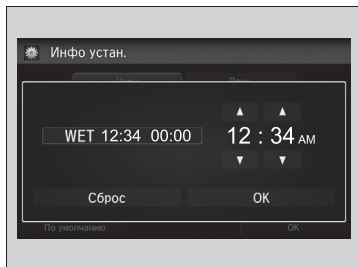 Инфо устан.
WET 12:34 00:00
12 : 34 AM
Сброс OK
По умолчанию OK